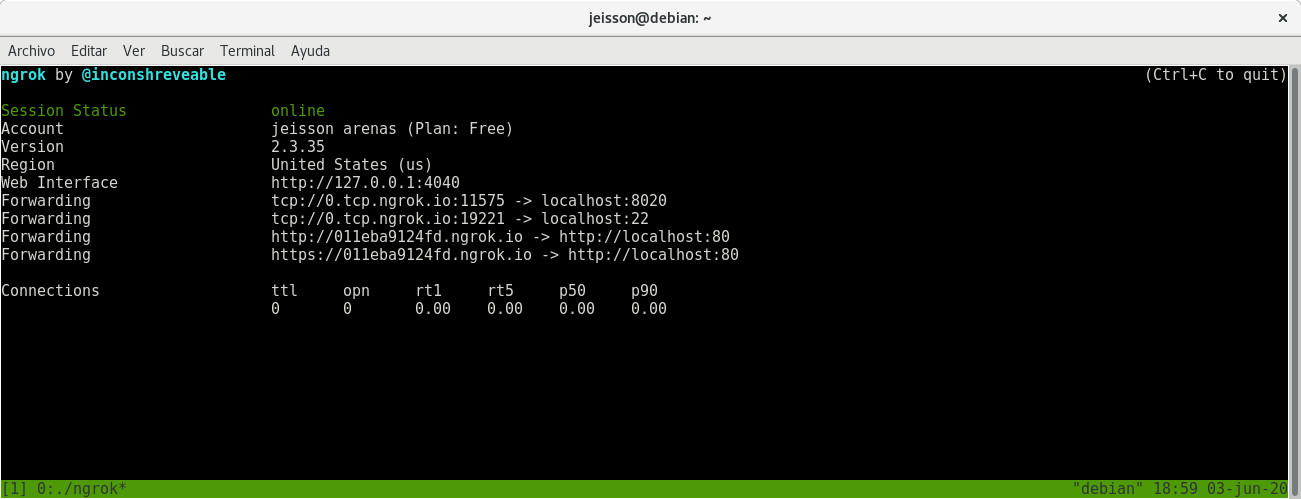 jeisson@debian: ~
×
Archivo Editar Ver Buscar Terminal Ayuda
ngrok by @inconshreveable (Ctrl+C to quit)
Session Status online
Account jeisson arenas (Plan: Free)
Version 2.3.35
Region United States (us)
Web Interface http://127.0.0.1:4040
Forwarding tcp://0.tcp.ngrok.io:11575 -> localhost:8020
Forwarding tcp://0.tcp.ngrok.io:19221 -> localhost:22
Forwarding http://011eba9124fd.ngrok.io -> http://localhost:80
Forwarding https://011eba9124fd.ngrok.io -> http://localhost:80
Connections ttl opn rt1 rt5 p50 p90
0 0 0.00 0.00 0.00 0.00
[1] 0:./ngrok* "debian" 18:59 03-jun-20